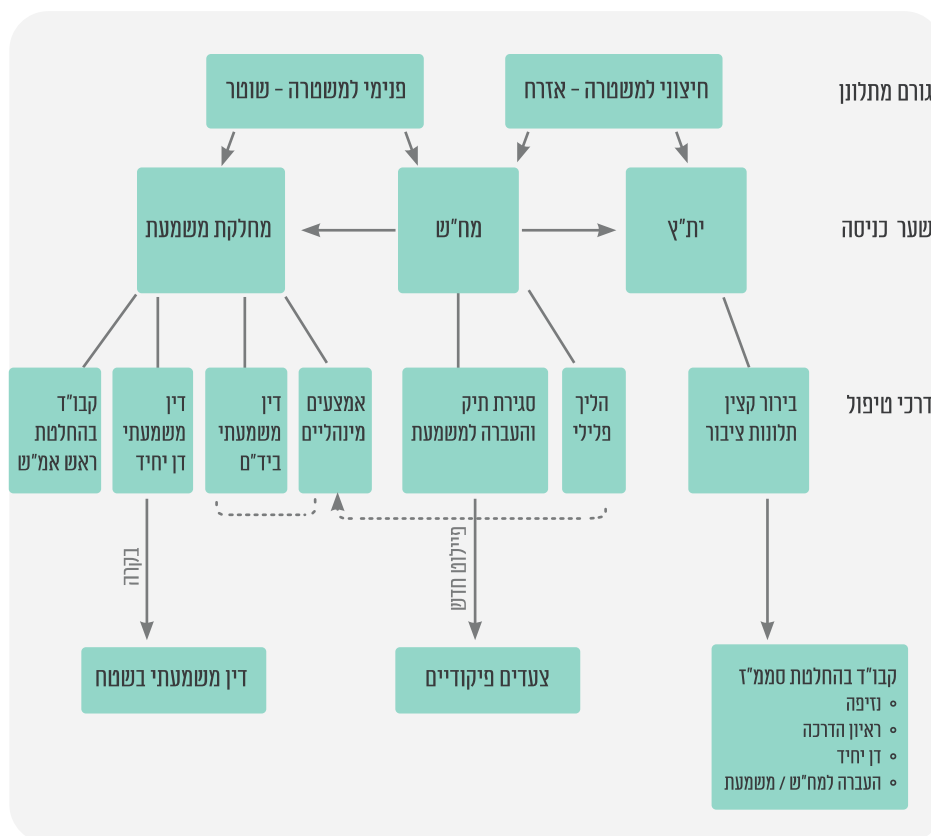 גורם מתלונן
חיצוני למשטרה - אזרח
פנימי למשטרה - שוטר
שער כניסה
ית"ץ
מח"ש
מחלקת משמעת
דרכי טיפול
בירור קצין
תלונות ציבור
הליך
פלילי
סגירת תיק
והעברה למשמעת
אמצעים
מינהליים
דין
משמעתי
ביד"ם
דין
משמעתי
דן יחיד
קבו"ד
בהחלטת
ראש אמ"ש
פיילוט חדש
בקרה
קבו"ד בהחלטת סממ"ז
נזיפה
ראיון הדרכה
דן יחיד
העברה למח"ש / משמעת
צעדים פיקודיים
דין משמעתי בשטח